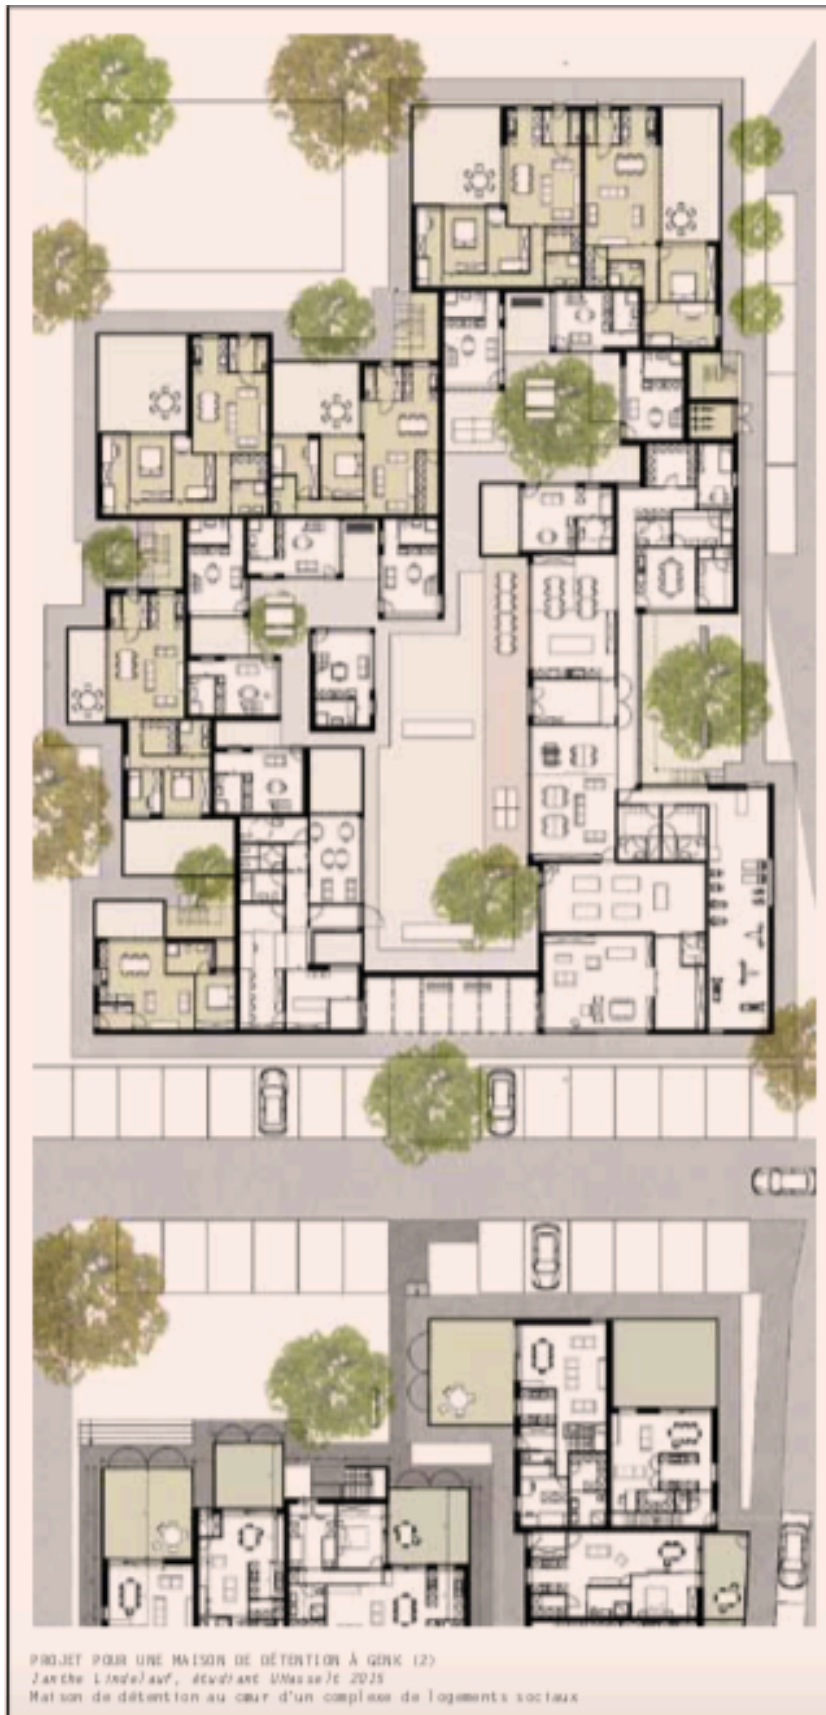 PROJET POUR UNE MAISON DE DÉTENTION À GENK (2)
Janthe Lindelauf, étudiant UHasselt 2015
Maison de détention au cœur d'un complexe de logements sociaux